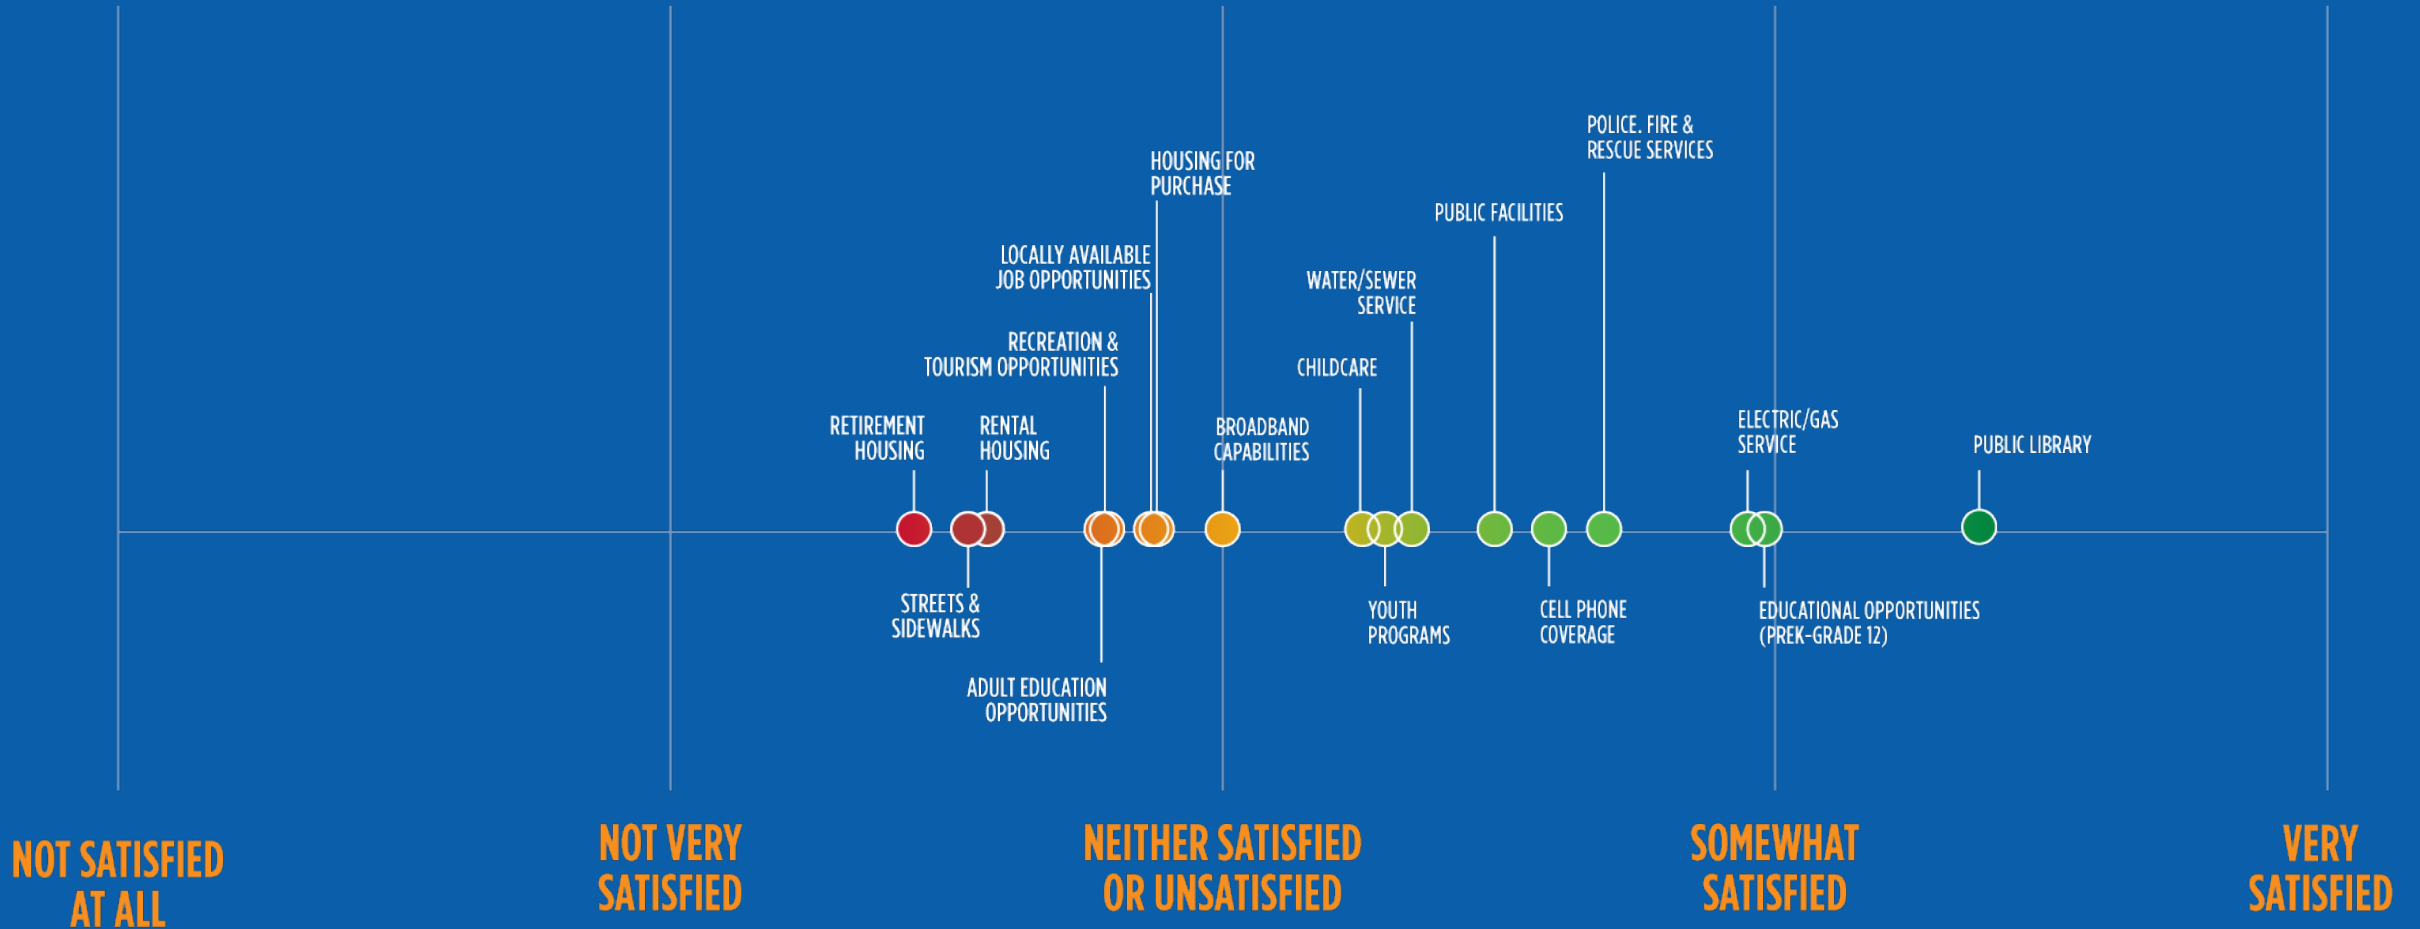 POLICE. FIRE &
RESCUE SERVICES
HOUSING FOR
PURCHASE
PUBLIC FACILITIES
LOCALLY AVAILABLE
JOB OPPORTUNITIES
WATER/SEWER
SERVICE
RECREATION &
TOURISM OPPORTUNITIES
CHILDCARE
RETIREMENT
HOUSING
RENTAL
HOUSING
BROADBAND
CAPABILITIES
ELECTRIC/GAS
SERVICE
PUBLIC LIBRARY
STREETS &
SIDEWALKS
YOUTH
PROGRAMS
CELL PHONE
COVERAGE
EDUCATIONAL OPPORTUNITIES
(PREK-GRADE 12)
ADULT EDUCATION
OPPORTUNITIES
NOT SATISFIED
AT ALL
NOT VERY
SATISFIED
NEITHER SATISFIED
OR UNSATISFIED
SOMEWHAT
SATISFIED
VERY
SATISFIED